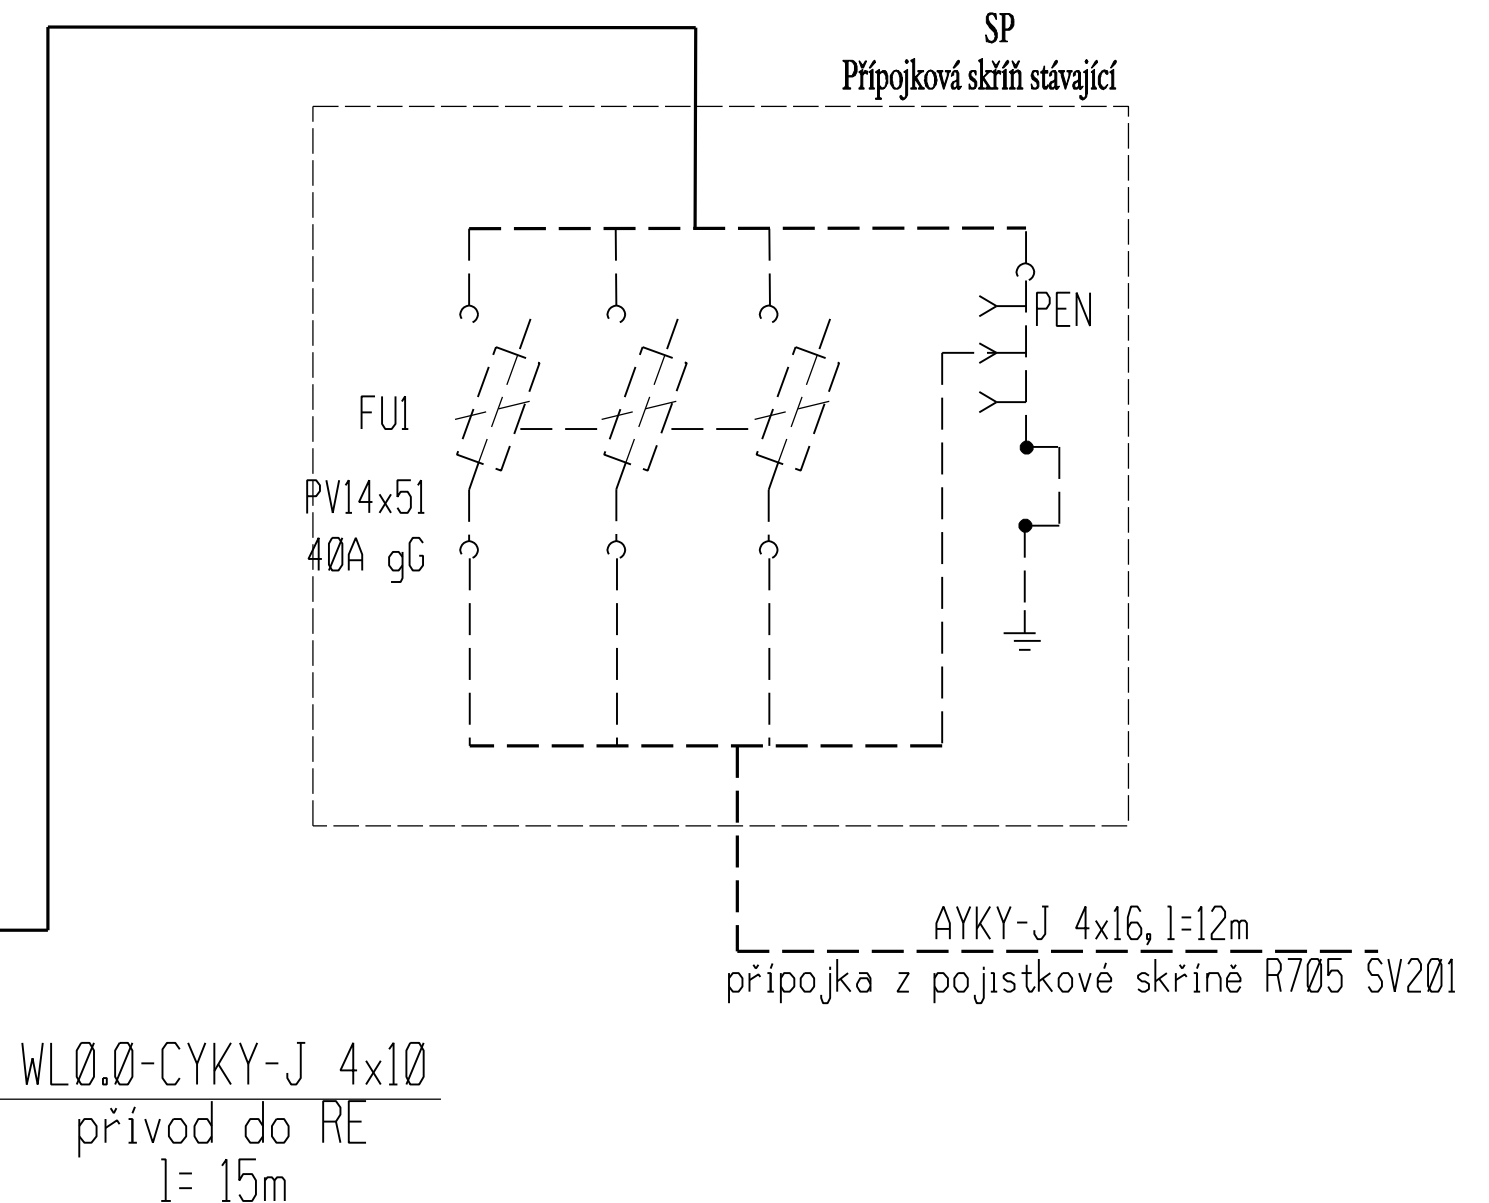 SP
Přípojková skříň stávající
PEN
FU1
PV14x51
40A gG
AYKY-J 4x16, l=12m
přípojka z pojistkové skříně R705 SV201
WL0.0-CYKY-J 4x10
přívod do RE
l= 15m